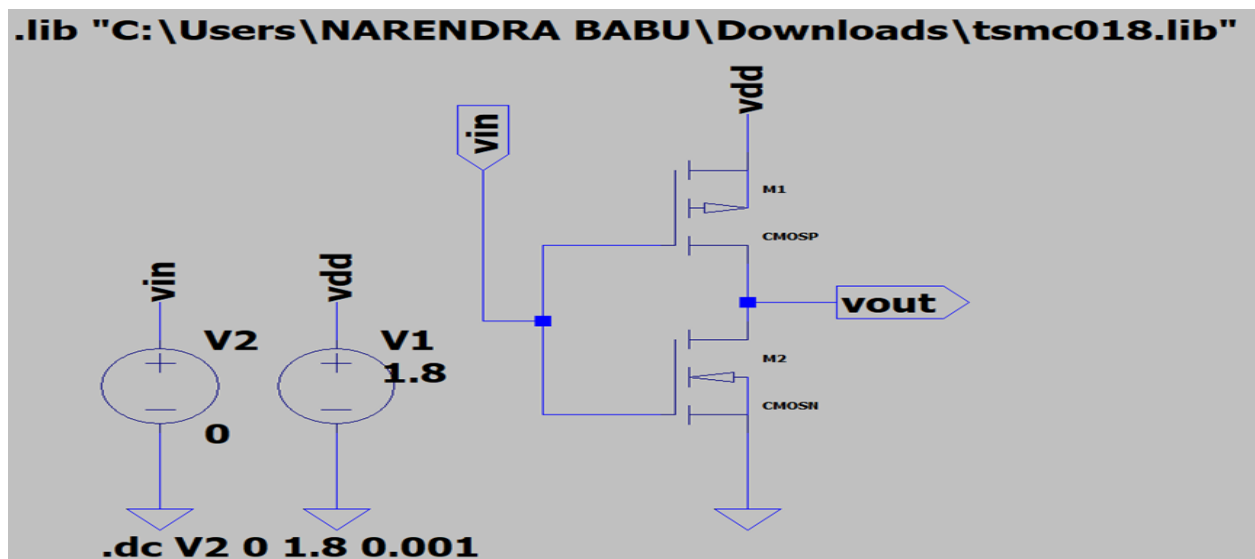 .lib "C:\Users\NARENDRA BABU\Downloads\tsmc018.lib"
vdd
vin
M1
CMOSP
vin
vdd
vout
V2
V1
1.8
M2
CMOSN
0
.dc V2 0 1.8 0.001